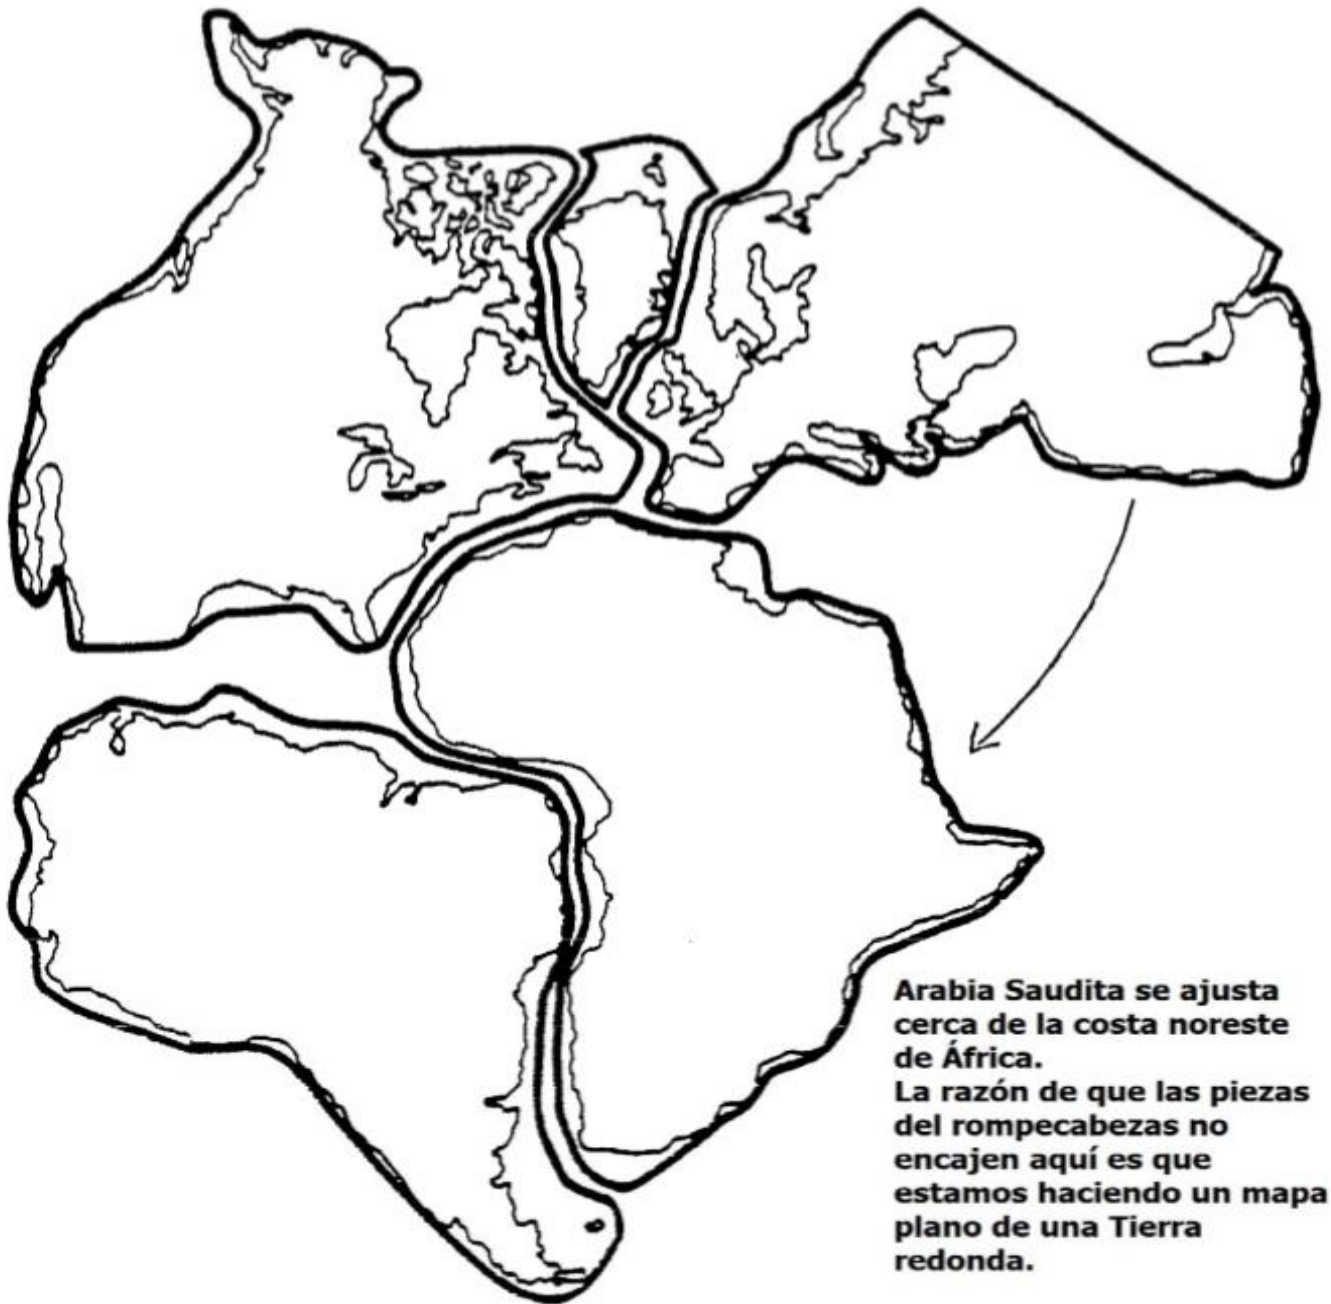 Arabia Saudita se ajusta
cerca de la costa noreste
de África.
La razón de que las piezas
del rompecabezas no
encajen aquí es que
estamos haciendo un mapa
plano de una Tierra
redonda.